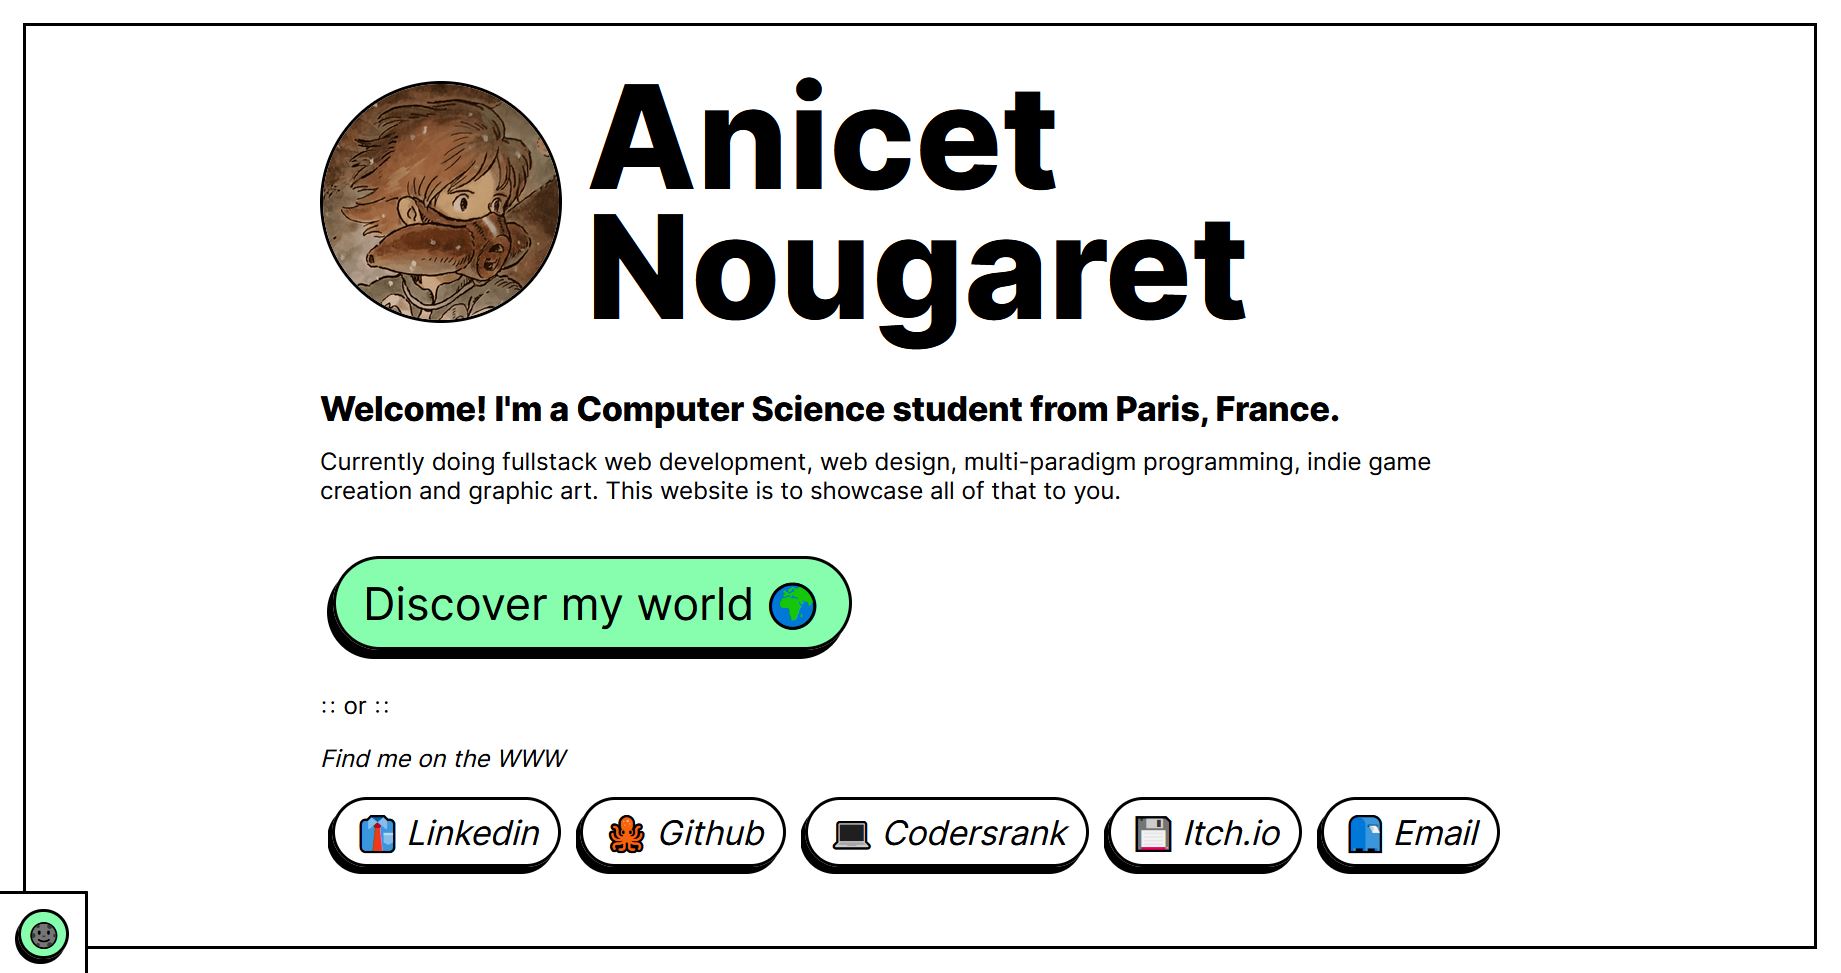 Anicet
Nougaret
Welcome! I'm a Computer Science student from Paris, France.
Currently doing fullstack web development, web design, multi-paradigm programming, indie game
creation and graphic art. This website is to showcase all of that to you.
Discover my world 🌍
:: or ::
Find me on the WWW
👔 Linkedin 🐙 Github 💻 Codersrank 💾 Itch.io 📘 Email